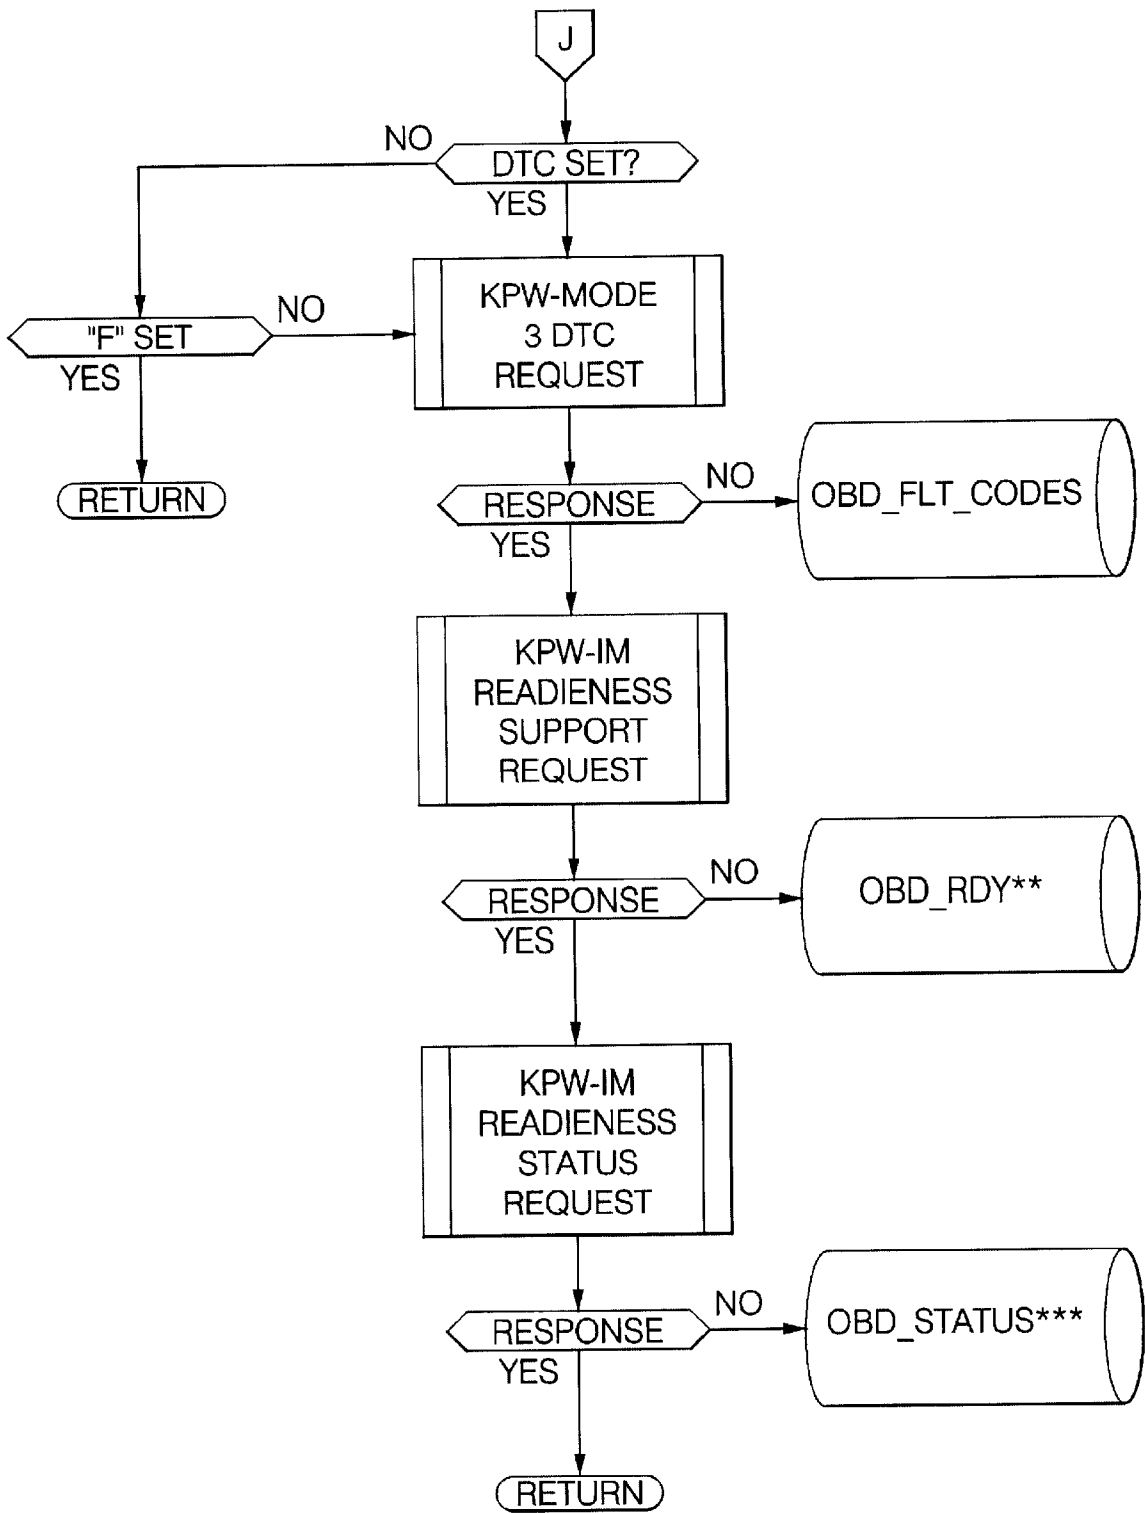 J
NO
DTC SET?
YES
KPW-MODE
3 DTC
REQUEST
"F" SET
NO
YES
RETURN
RESPONSE
NO
YES
OBD_FLT_CODES
KPW-IM
READIENESS
SUPPORT
REQUEST
RESPONSE
NO
YES
OBD_RDY**
KPW-IM
READIENESS
STATUS
REQUEST
RESPONSE
NO
YES
OBD_STATUS***
RETURN